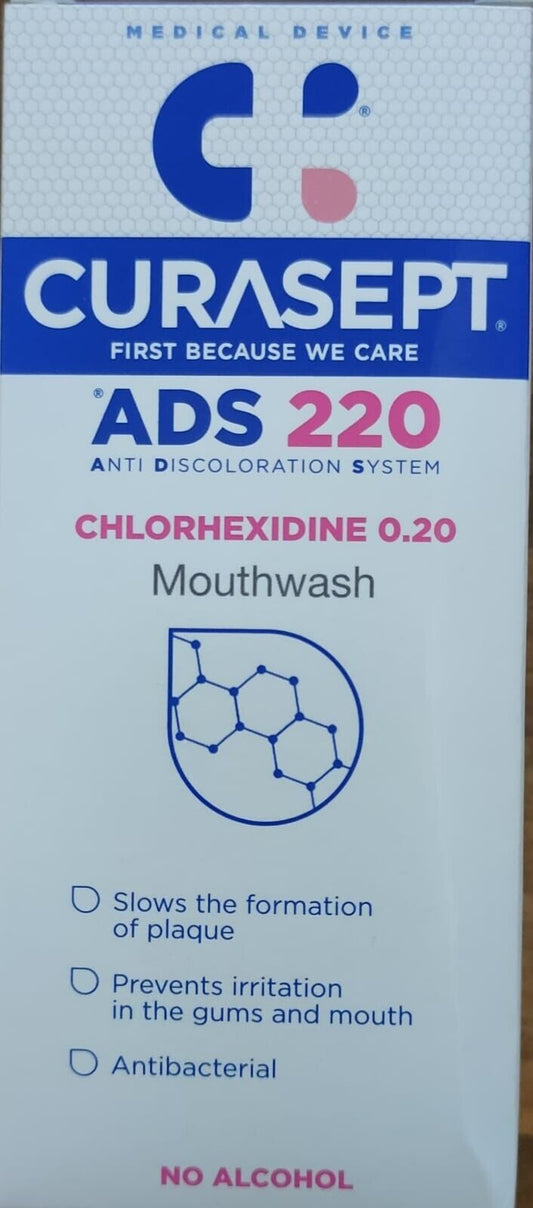 MEDICAL DEVICE
®
CURASEPT®
FIRST BECAUSE WE CARE
®ADS 220
ANTI DISCOLORATION SYSTEM
CHLORHEXIDINE 0.20
Mouthwash
Slows the formation
of plaque
Prevents irritation
in the gums and mouth
Antibacterial
NO ALCOHOL